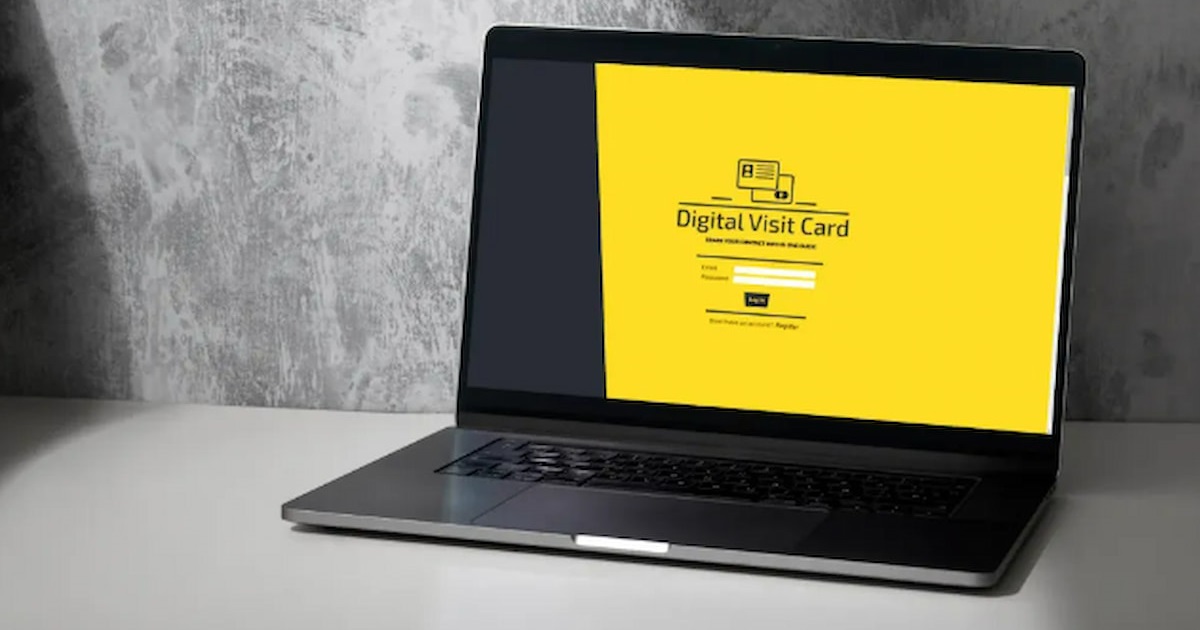 Digital Visit Card
SHARE YOUR CONTACT INFO IN ONE CLICK!
Email
Password
Log in
Don't have an account? Register